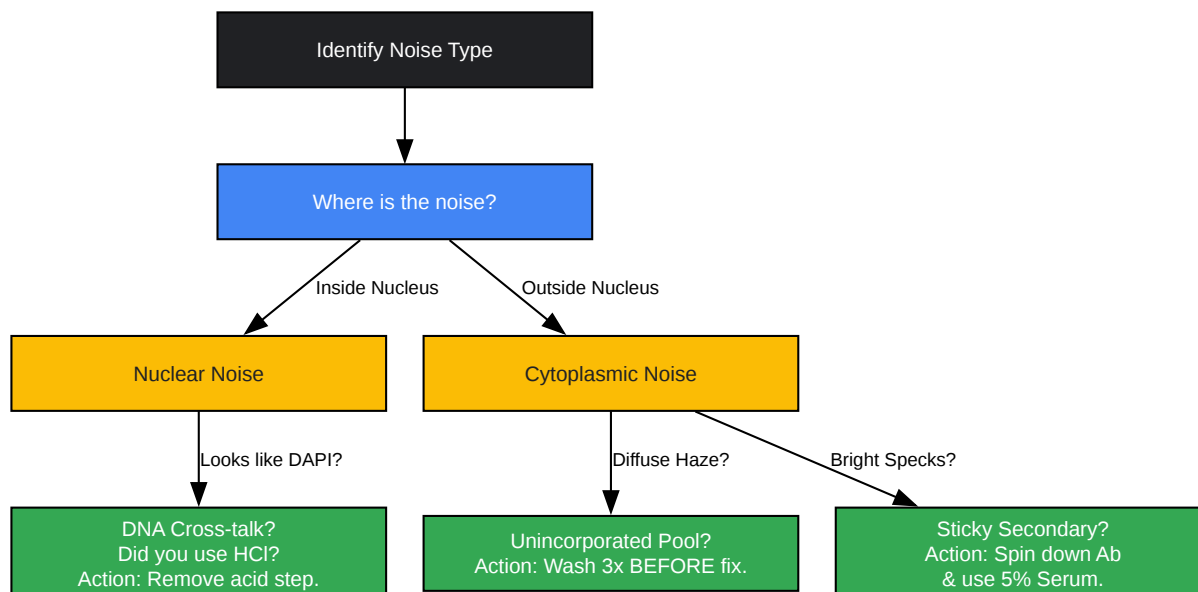 Identify Noise Type
Where is the noise?
Inside Nucleus
Outside Nucleus
Nuclear Noise
Cytoplasmic Noise
Looks like DAPI?
Diffuse Haze?
Bright Specks?
DNA Cross-talk?
Did you use HCl?
Action: Remove acid step.
Unincorporated Pool?
Action: Wash 3x BEFORE fix.
Sticky Secondary?
Action: Spin down Ab
& use 5% Serum.